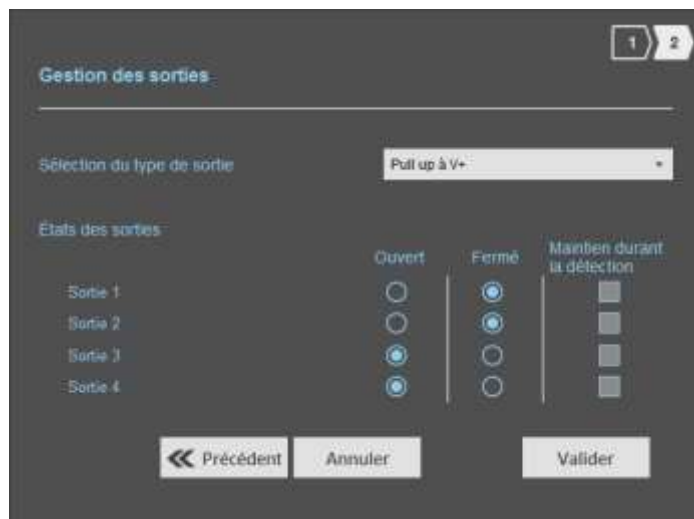 1 2
Gestion des sorties
Sélection du type de sortie Pull up à V+
États des sorties
Ouvert Fermé Maintien durant la détection
Sortie 1
Sortie 2
Sortie 3
Sortie 4
Précédent Annuler Valider